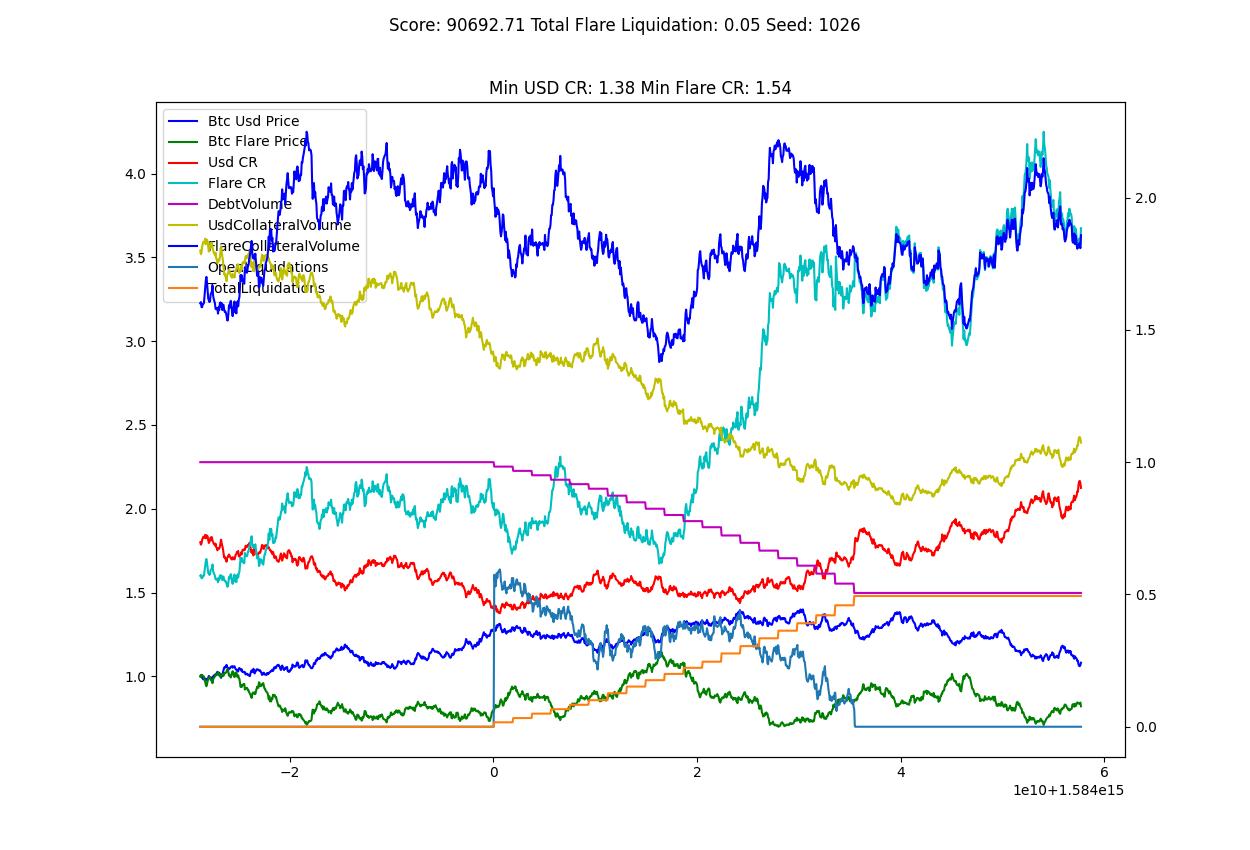 Score: 90692.71 Total Flare Liquidation: 0.05 Seed: 1026
Min USD CR: 1.38 Min Flare CR: 1.54
Btc Usd Price
Btc Flare Price
Usd CR
Flare CR
DebtVolume
UsdCollateralVolume
FlareCollateralVolume
OpenLiquidations
TotalLiquidations
4.0
3.5
3.0
2.5
2.0
1.5
1.0
2.0
1.5
1.0
0.5
0.0
−2
0
2
4
6
1e10+1.584e15